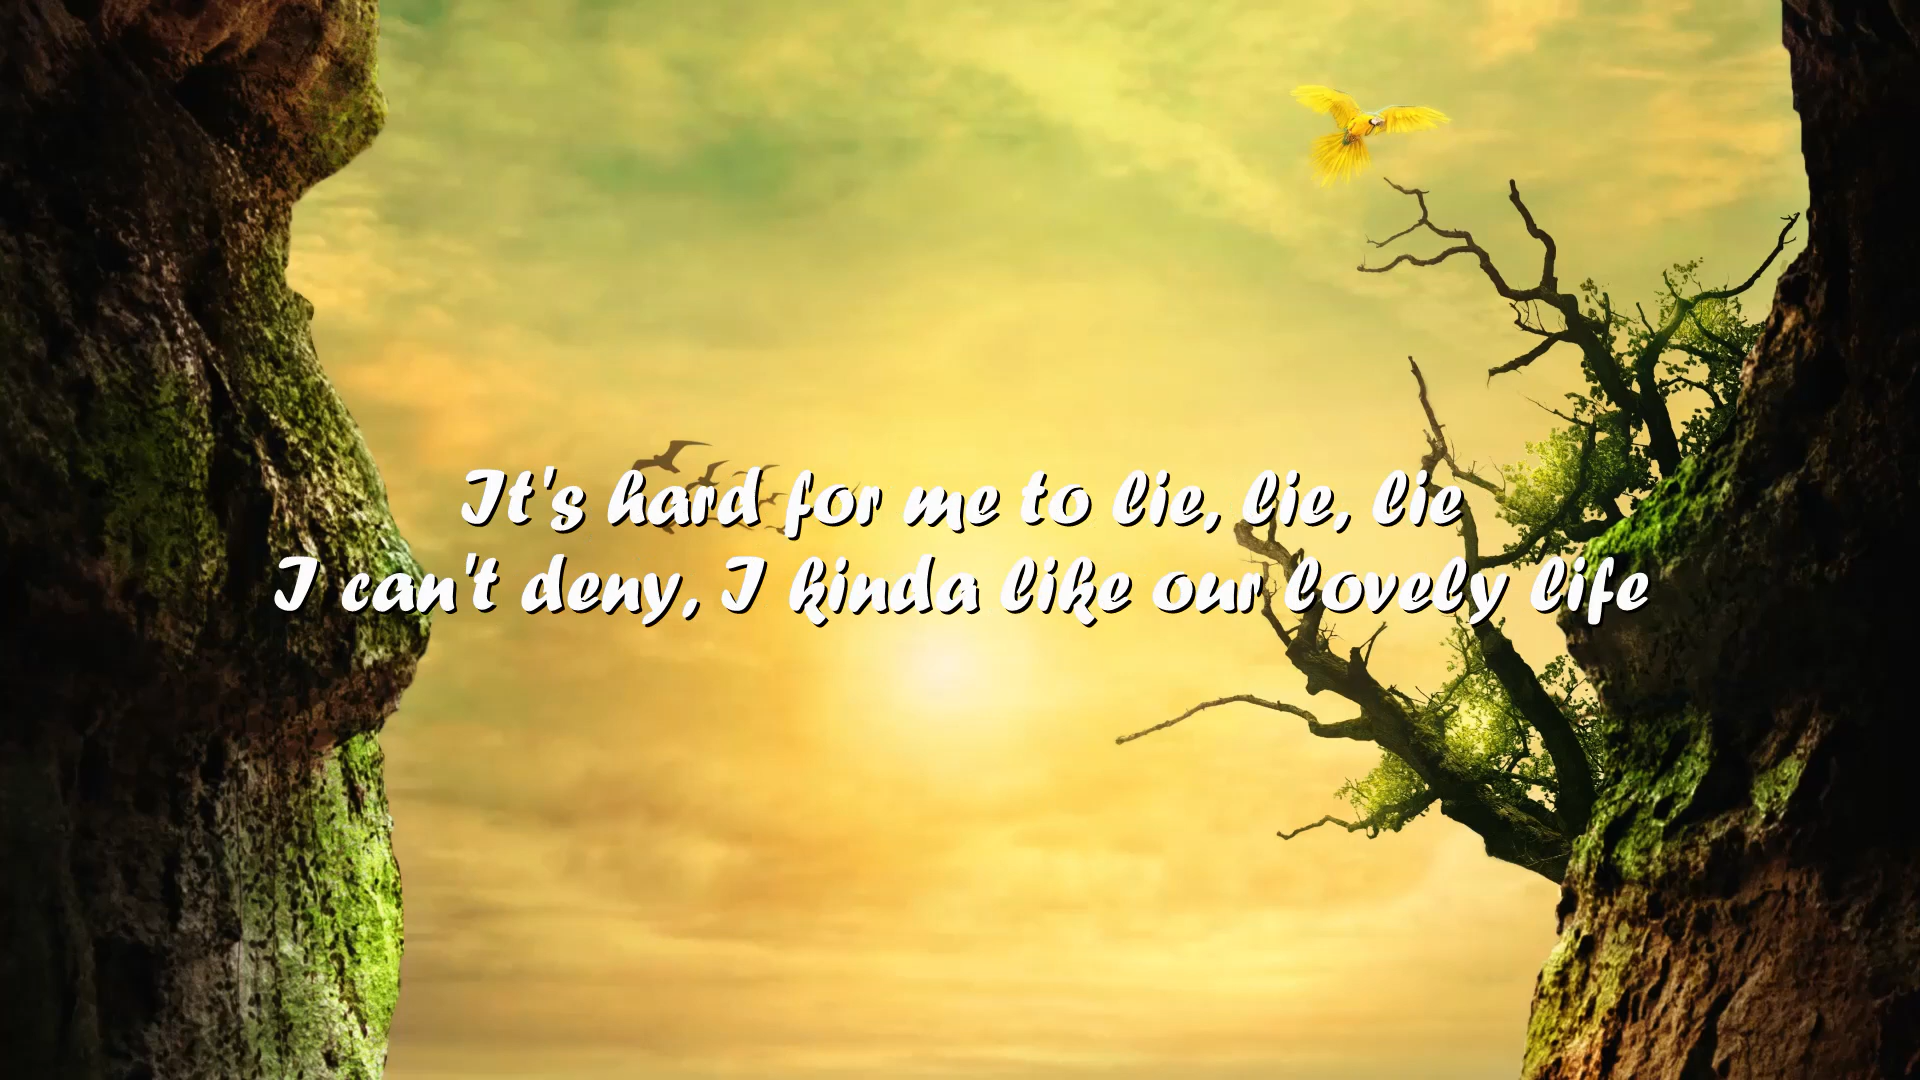 It's hard for me to lie, lie, lie
I can't deny, I kinda like our lovely life